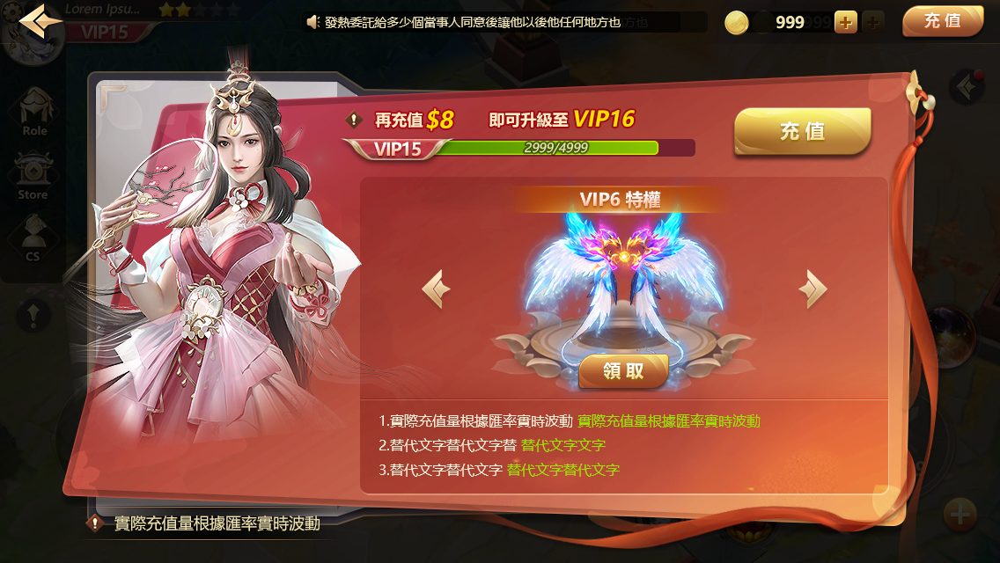 Lorem Ipsu...
VIP15
發熱委託給多少個當事人同意後讓他以後他任何地方也
999
充值
Role
Store
CS
再充值 $8 即可升級至 VIP16
VIP15
2999/4999
充值
VIP6 特權
領取
1.實際充值量根據匯率實時波動 實際充值量根據匯率實時波動
2.替代文字替代文字替 替代文字文字
3.替代文字替代文字 替代文字替代文字
實際充值量根據匯率實時波動